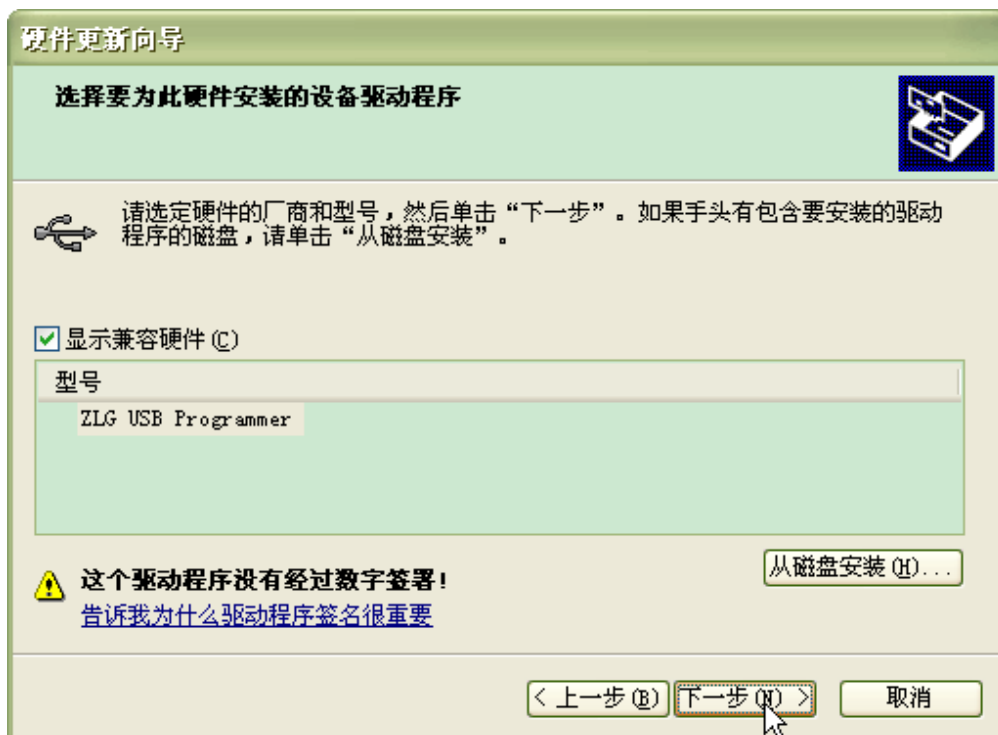 硬件更新向导
选择要为此硬件安装的设备驱动程序
请选定硬件的厂商和型号，然后单击“下一步”。如果手头有包含要安装的驱动
程序的磁盘，请单击“从磁盘安装”。
显示兼容硬件(C)
型号
ZLG USB Programmer
从磁盘安装(H)...
这个驱动程序没有经过数字签署!
告诉我为什么驱动程序签名很重要
< 上一步(B) 下一步(N) > 取消